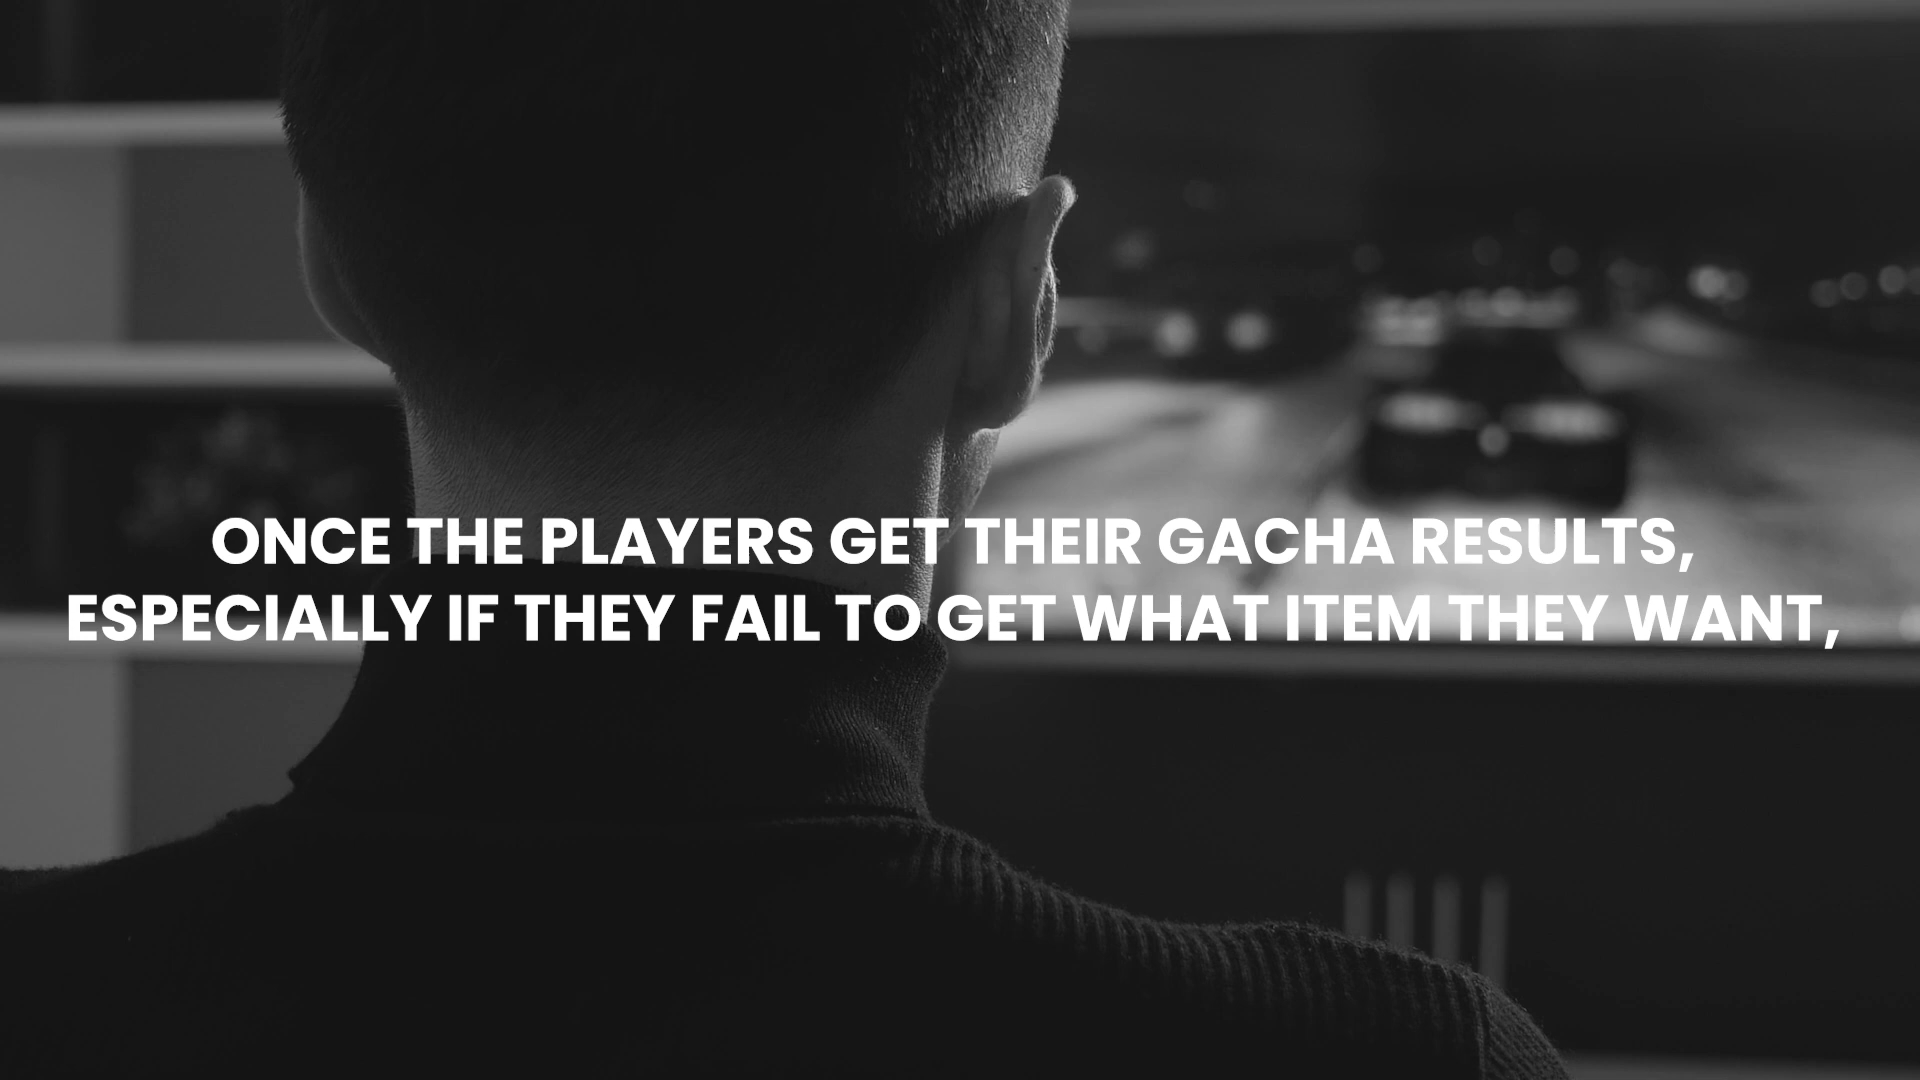 ONCE THE PLAYERS GET THEIR GACHA RESULTS,
ESPECIALLY IF THEY FAIL TO GET WHAT ITEM THEY WANT,